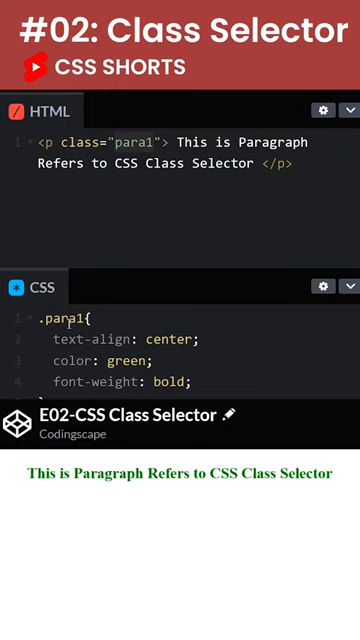 #02: Class Selector
CSS SHORTS
HTML
1 <p class="para1"> This is Paragraph
Refers to CSS Class Selector </p>
CSS
1 .para1{
2 text-align: center;
3 color: green;
4 font-weight: bold;
}
E02-CSS Class Selector
Codingscape
This is Paragraph Refers to CSS Class Selector